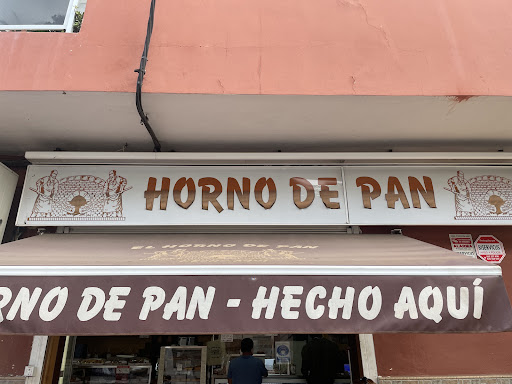 HORNO DE PAN
EL HORNO DE PAN
RNO DE PAN - HECHO AQUÍ